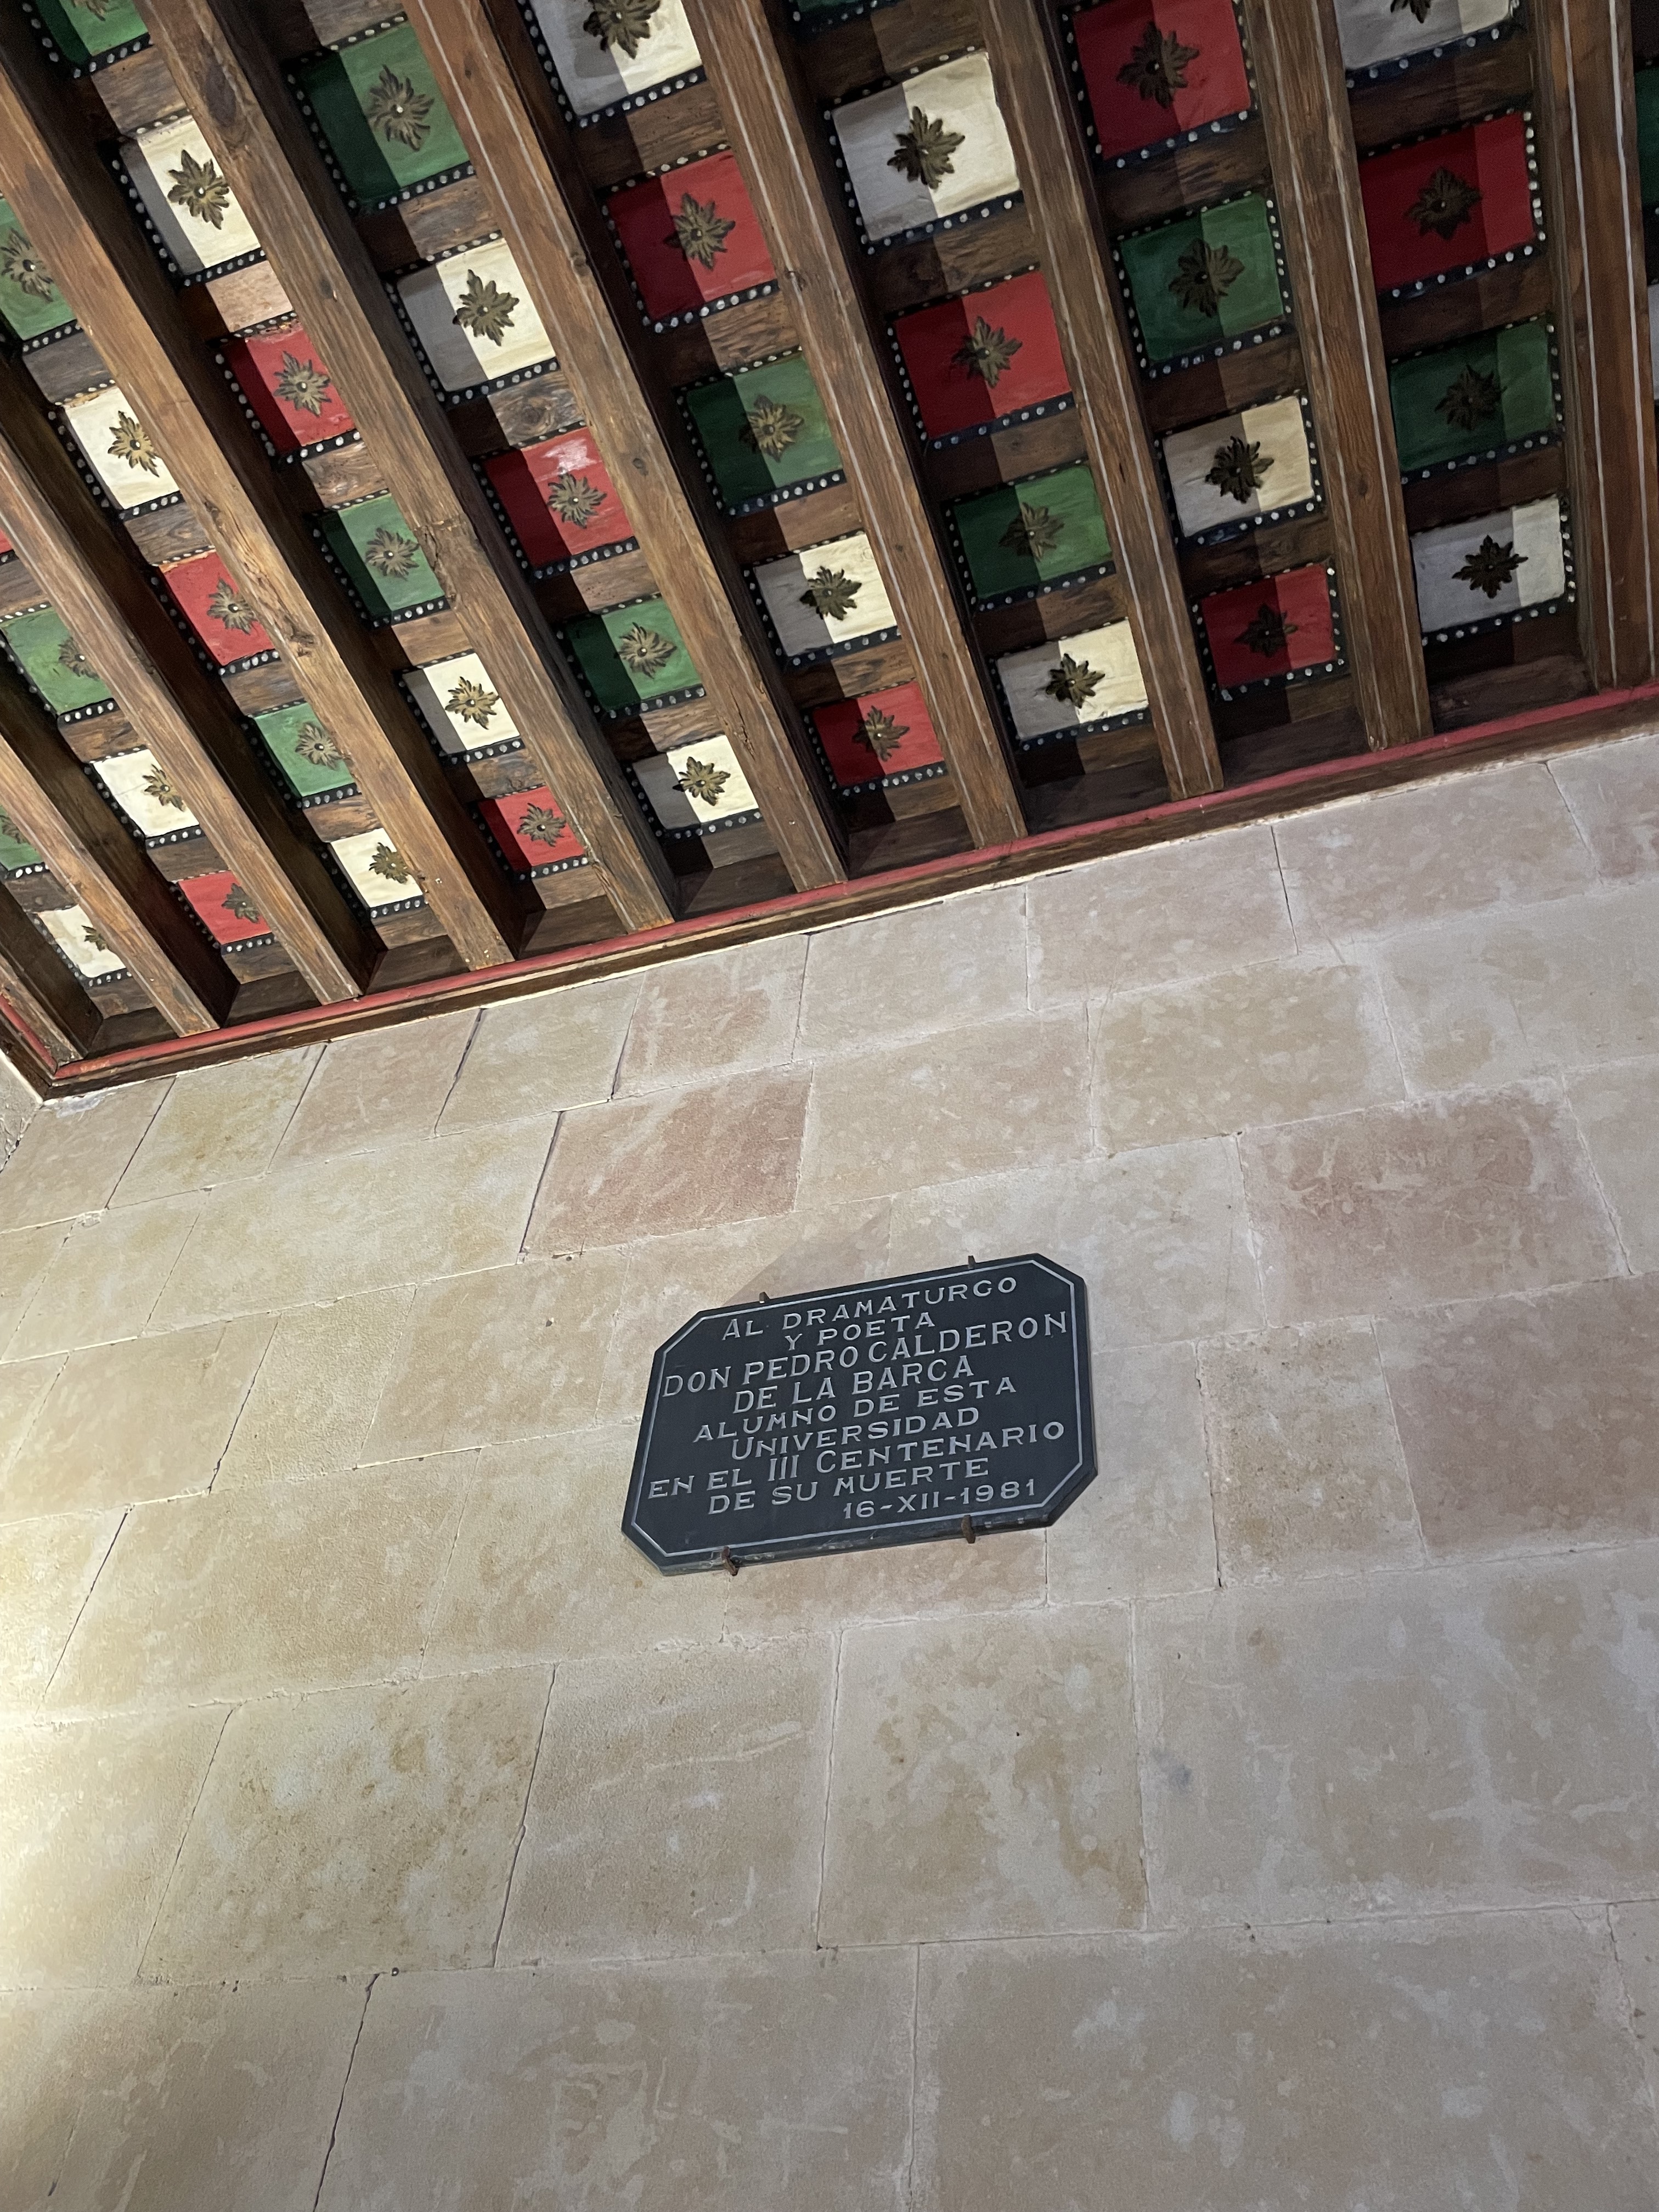 AL DRAMATURGO
Y POETA
DON PEDRO CALDERON
DE LA BARCA
ALUMNO DE ESTA
UNIVERSIDAD
EN EL III CENTENARIO
DE SU MUERTE
16-XII-1981